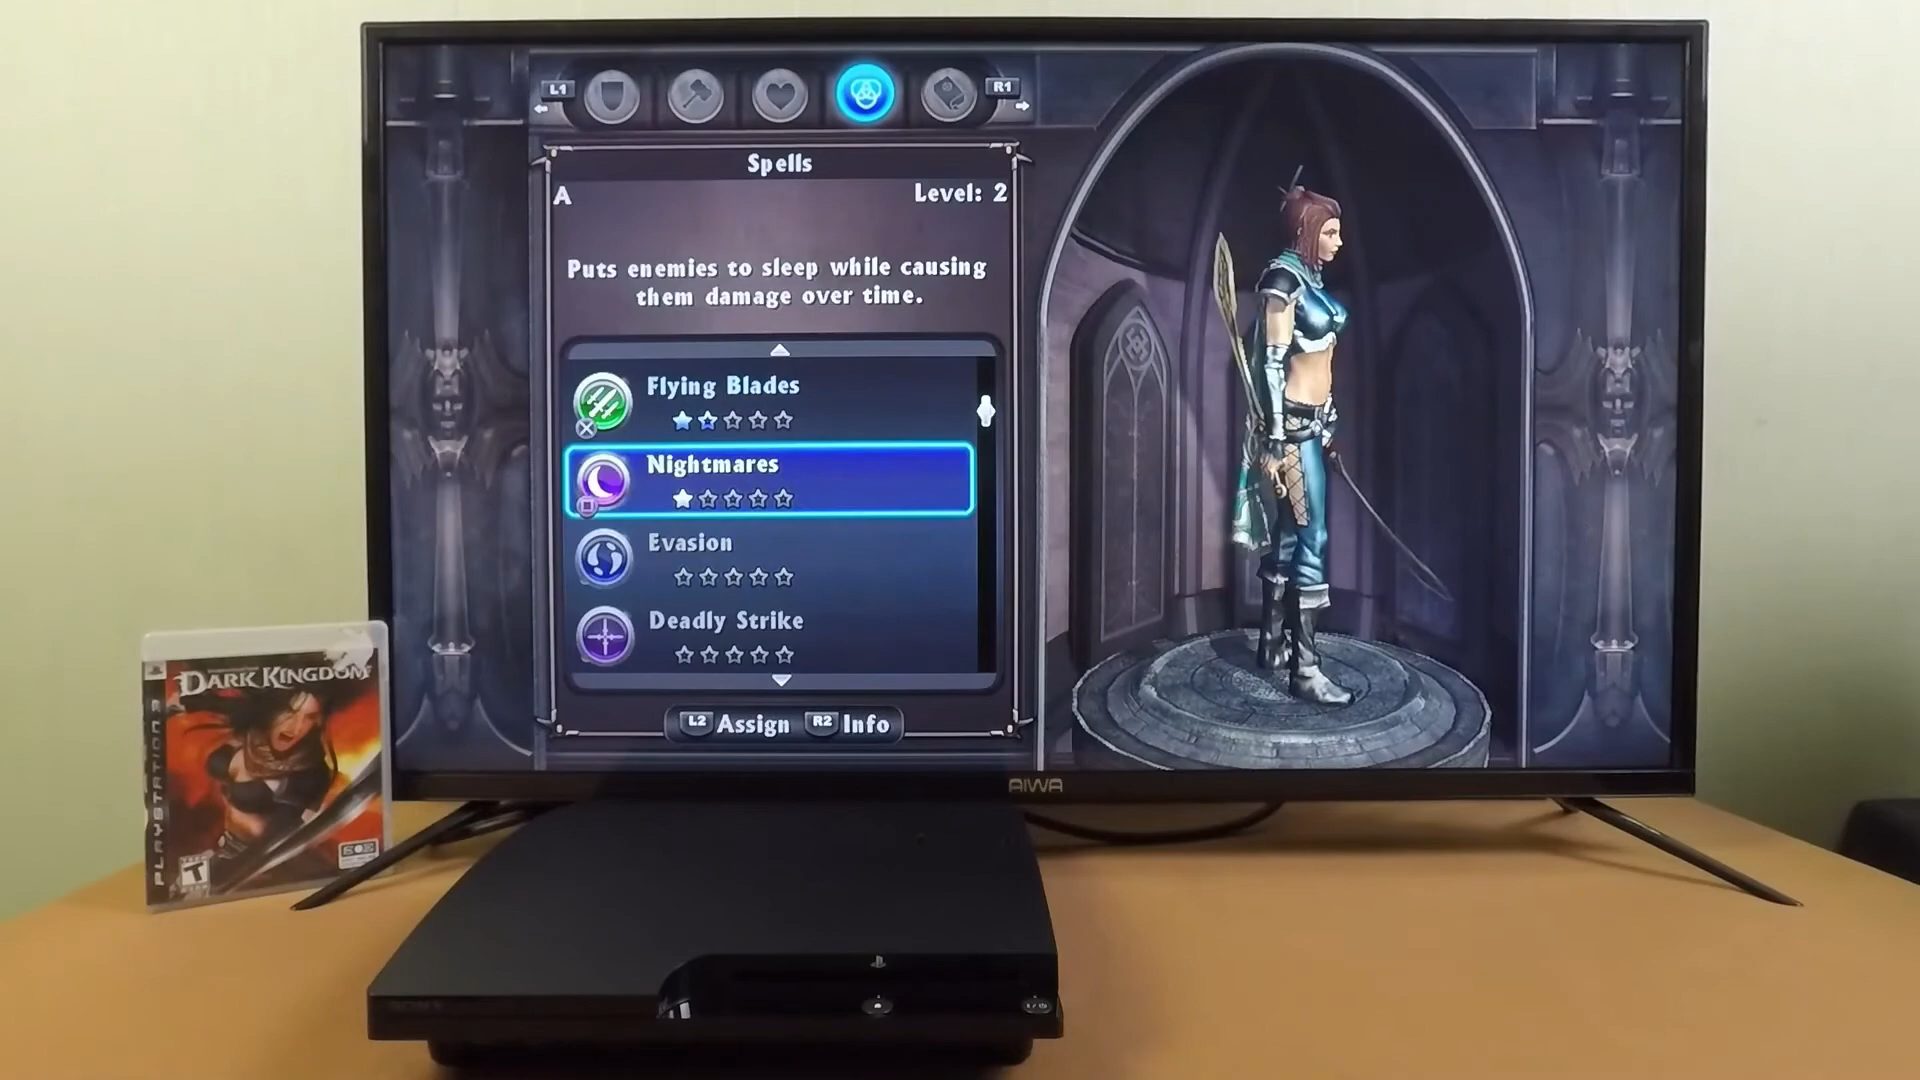 L1
R1
Spells
A
Level: 2
Puts enemies to sleep while causing
them damage over time.
Flying Blades
Nightmares
Evasion
Deadly Strike
L2 Assign R2 Info
AIWA
DARK KINGDOM
PLAYSTATION 3
T
SONY